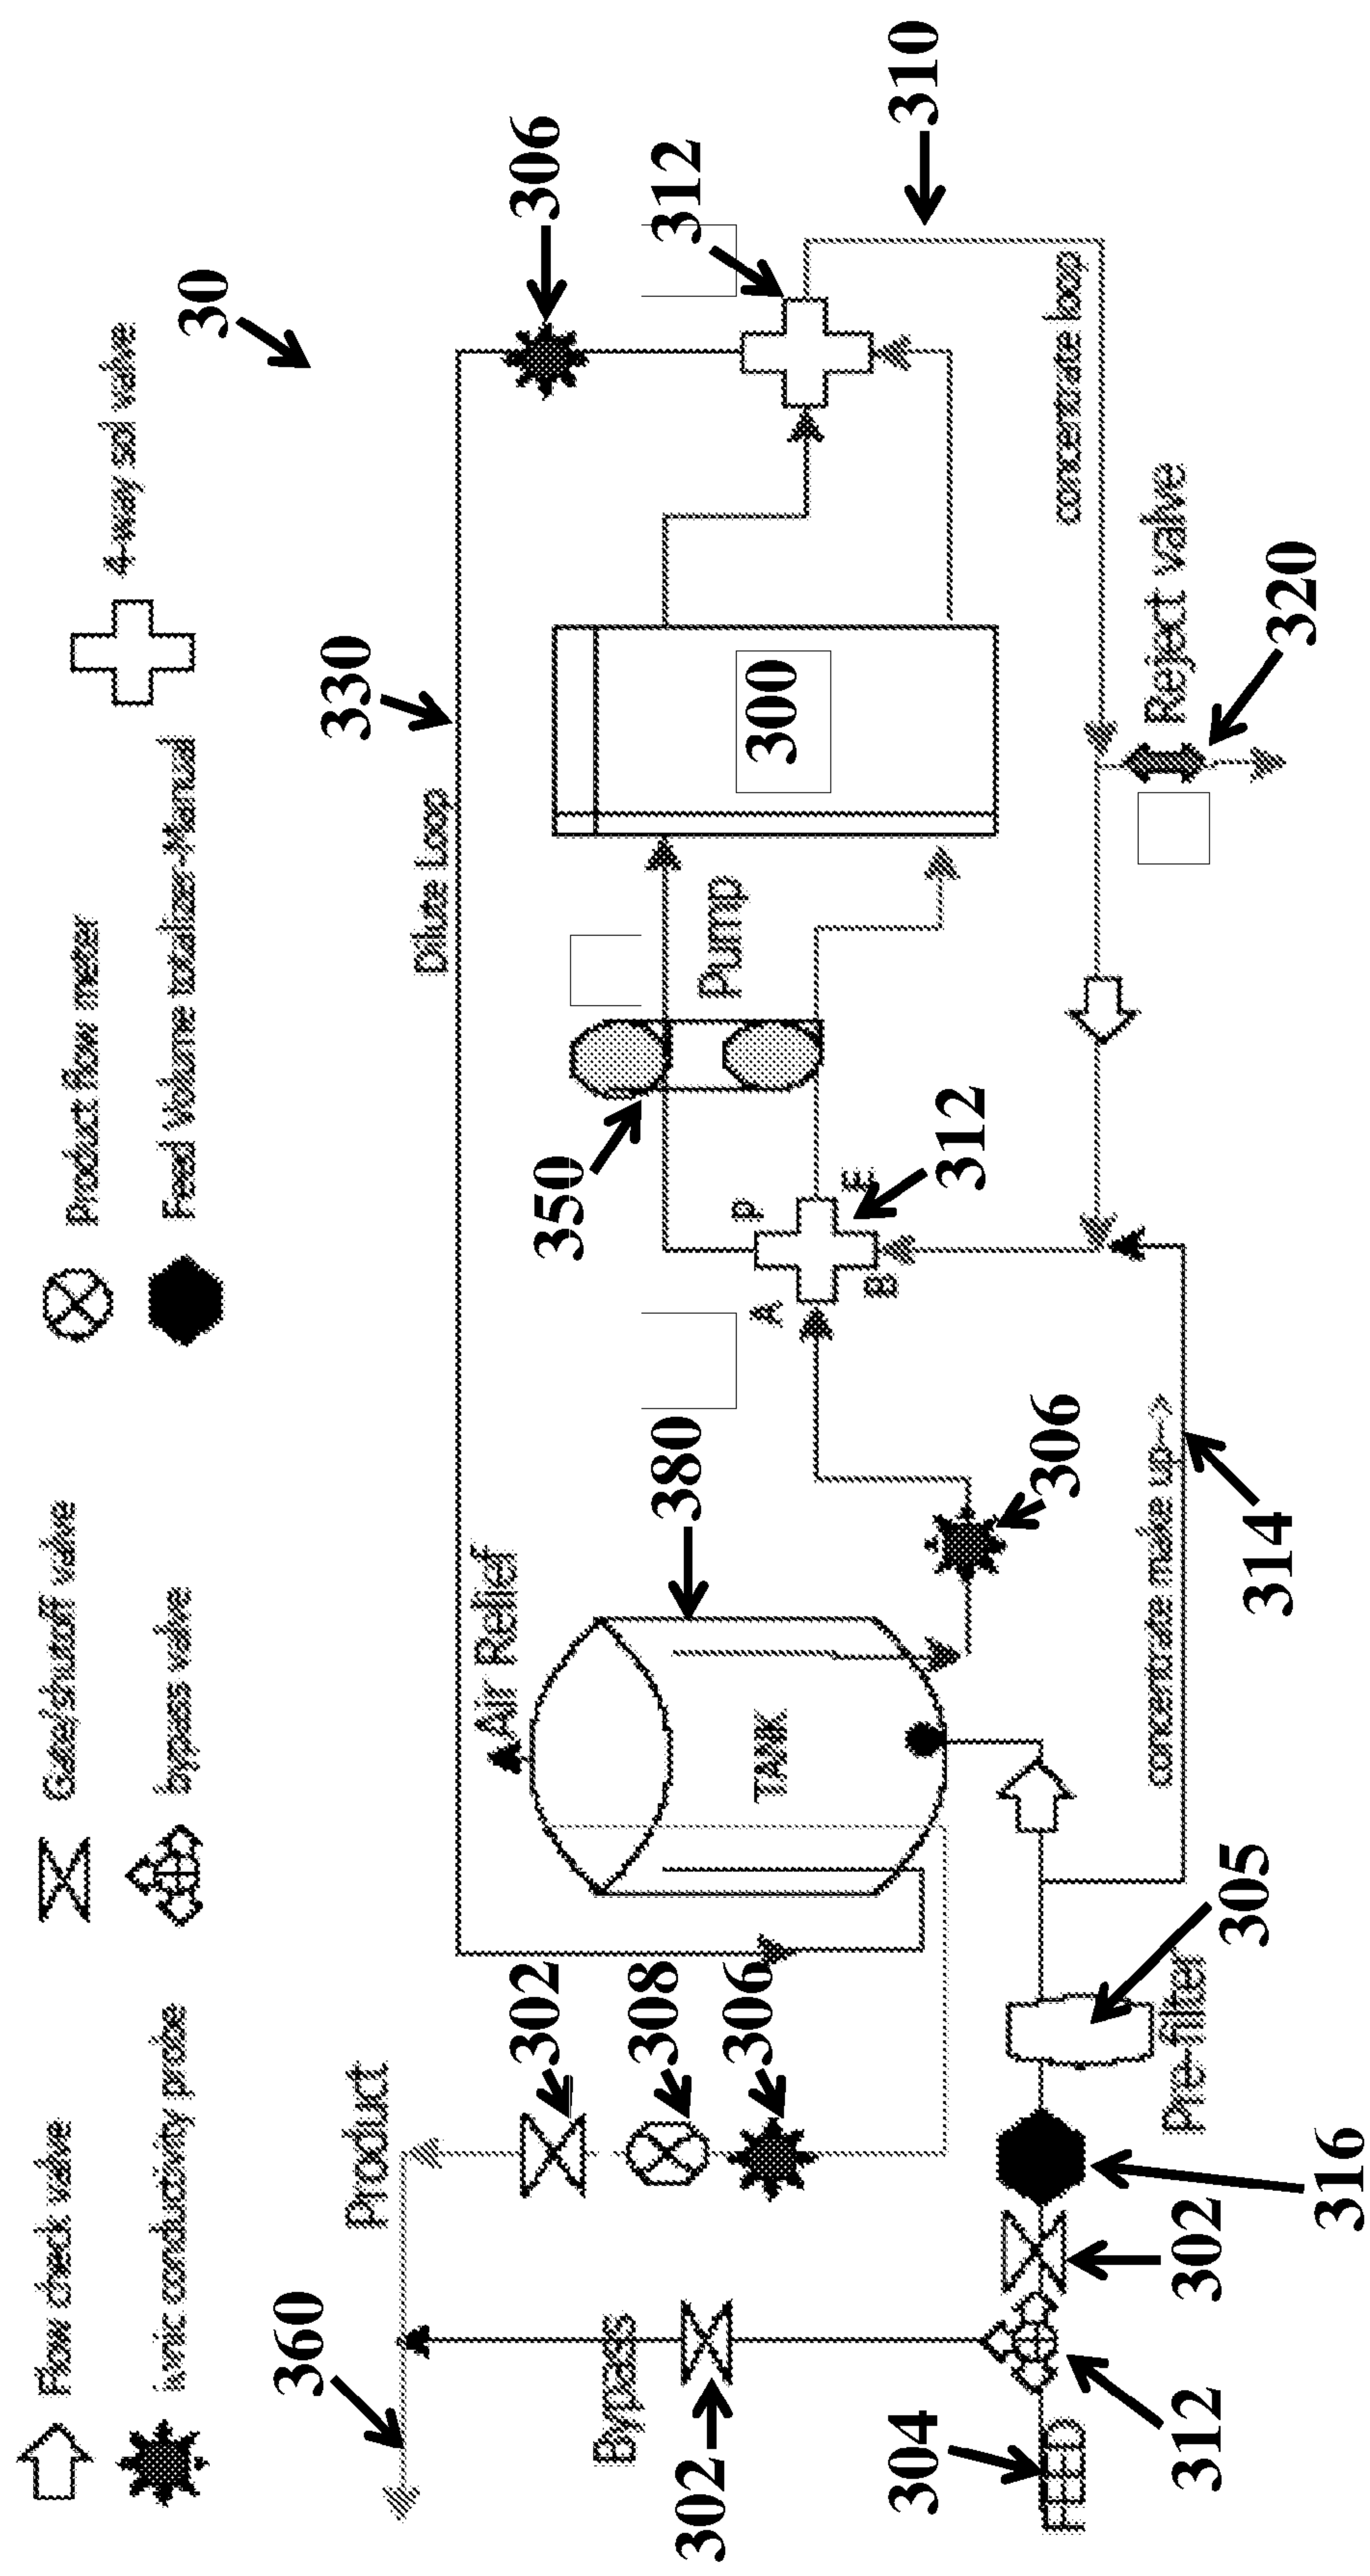 Flow check valve
Gate/shutoff valve
Product flow meter
4-way sol valve
Ionic conductivity probe
bypass valve
Feed Volume totalizer-Manual
30
360
Product
330
Dilute Loop
306
Air Relief
302
308
306
380
350
Pump
300
312
310
Bypass
302
TANK
A
P
B
E
312
306
concentrate loop
304
FEED
312
302
316
Pre-filter
305
concentrate make up-->
314
Reject valve
320